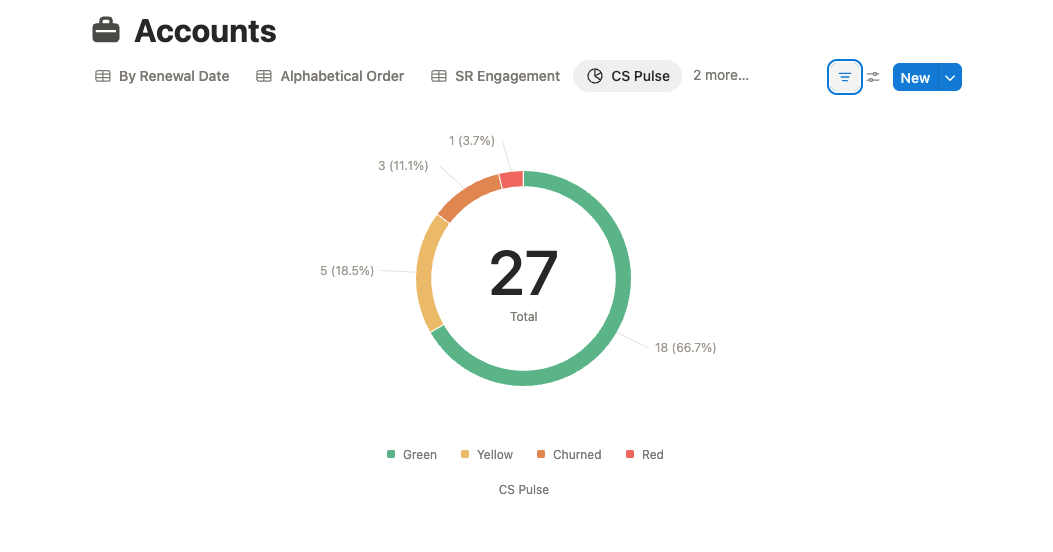 Accounts
By Renewal Date Alphabetical Order SR Engagement CS Pulse 2 more... New
1 (3.7%)
3 (11.1%)
5 (18.5%)
27
Total
18 (66.7%)
Green Yellow Churned Red
CS Pulse